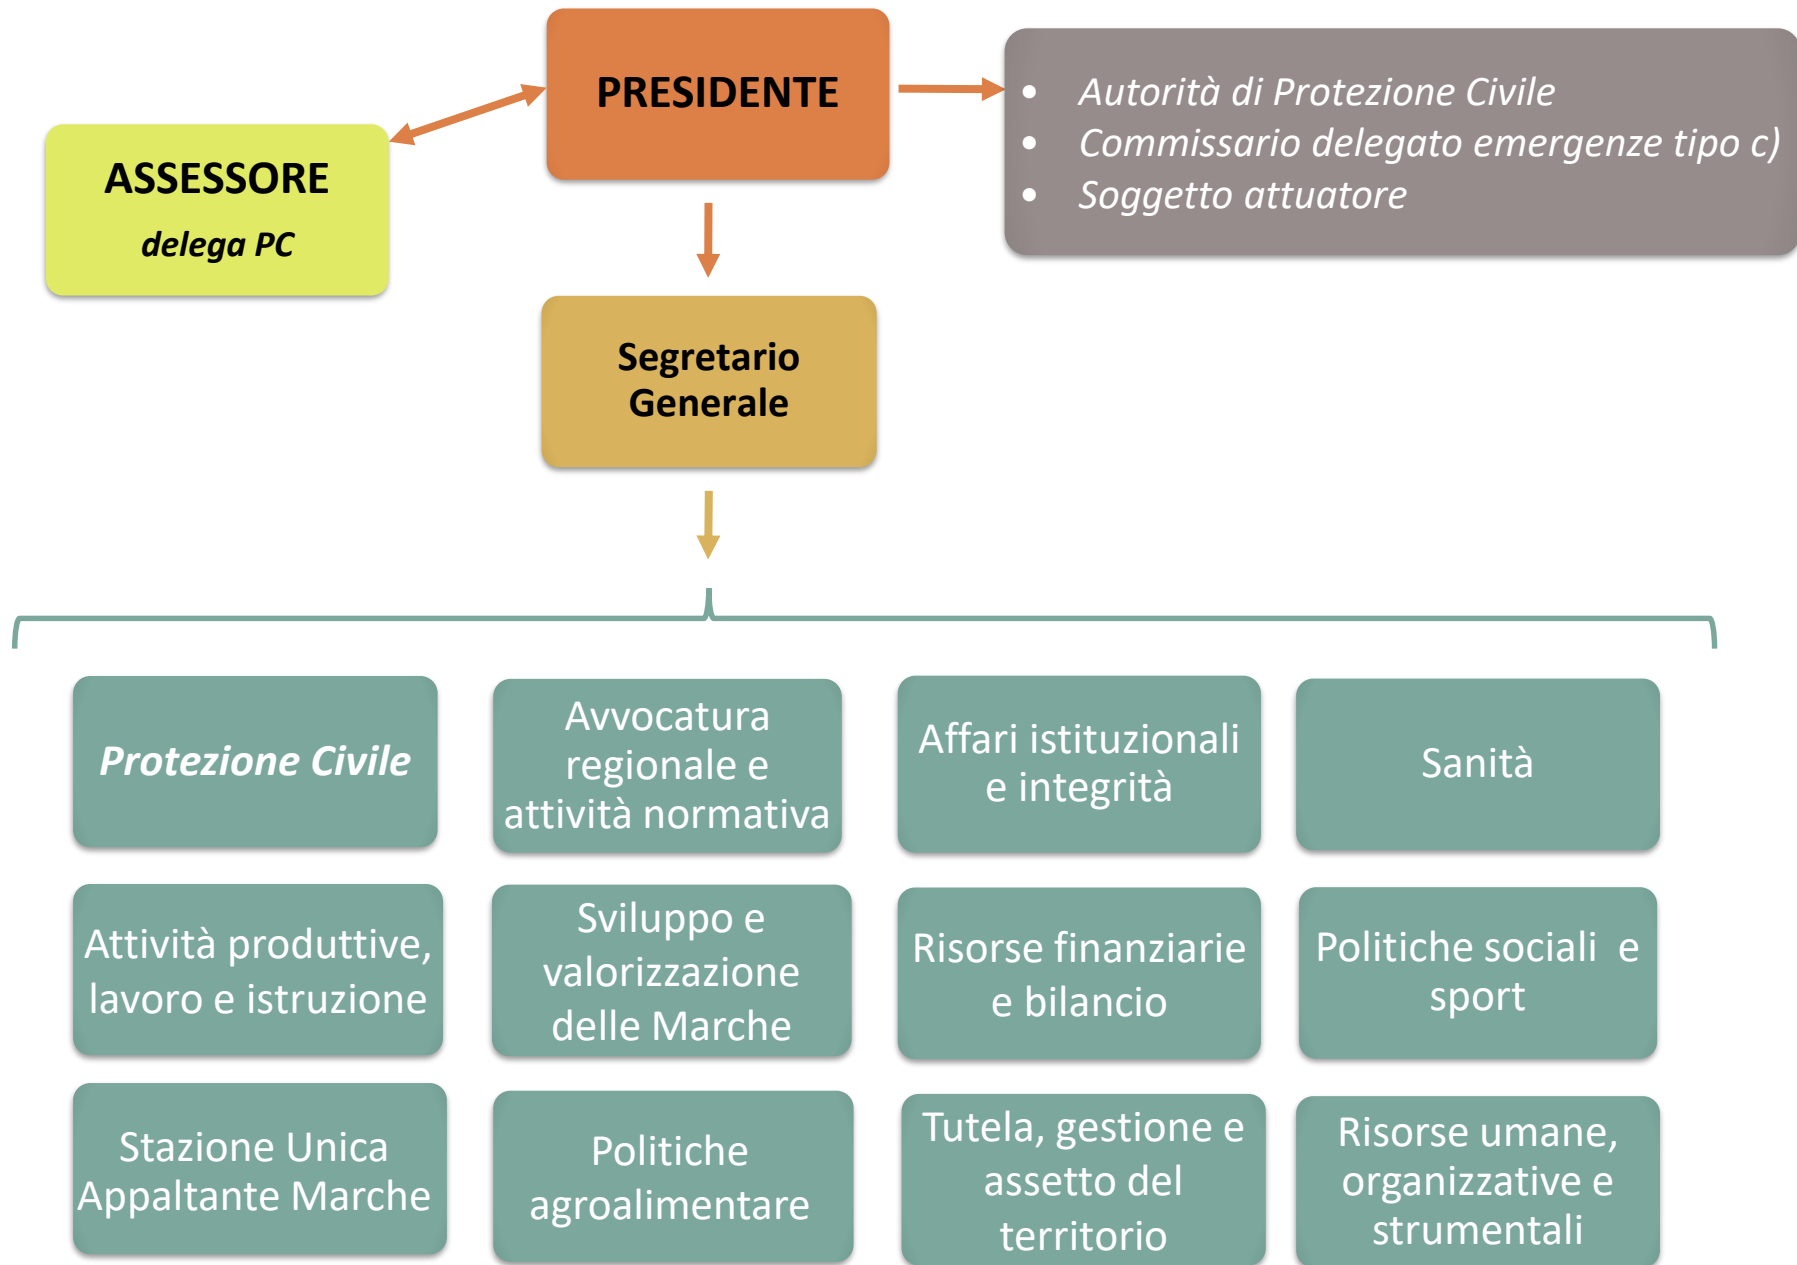 PRESIDENTE
• Autorità di Protezione Civile
• Commissario delegato emergenze tipo c)
• Soggetto attuatore
ASSESSORE
delega PC
Segretario
Generale
Protezione Civile
Avvocatura
regionale e
attività normativa
Affari istituzionali
e integrità
Sanità
Attività produttive,
lavoro e istruzione
Sviluppo e
valorizzazione
delle Marche
Risorse finanziarie
e bilancio
Politiche sociali e
sport
Stazione Unica
Appaltante Marche
Politiche
agroalimentare
Tutela, gestione e
assetto del
territorio
Risorse umane,
organizzative e
strumentali